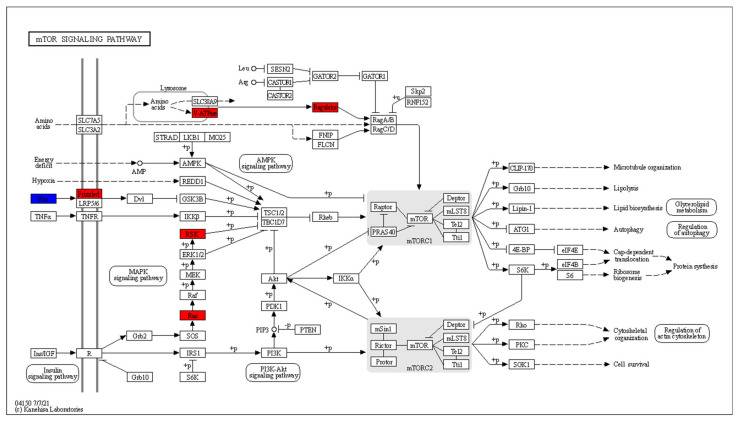 mTOR SIGNALING PATHWAY
Leu
SESN2
GATOR2
GATOR1
Arg
CASTOR1
CASTOR2
Lysosome
Amino
acids
SLC38A9
V-ATPase
Ragulator
Skp2
RNF152
+u
Amino
acids
SLC7A5
SLC3A2
RagA/B
RagC/D
FNIP
FLCN
STRAD
LKB1
MO25
+p
AMPK
signaling pathway
Energy
deficit
AMP
AMPK
+p
+p
CLIP-170
Microtubule organization
Hypoxia
REDD1
Deptor
Grb10
Lipolysis
Frizzled
LRP5/6
Dvl
GSK3B
+p
Raptor
mTOR
mLST8
Lipin-1
Lipid biosynthesis
Glycerolipid
metabolism
TNFα
TNFR
IKKβ
TSC1/2
TBC1D7
Rheb
+p
PRAS40
Tel2
Tti1
mTORC1
ATG1
Autophagy
Regulation
of mitophagy
RSK
+p
ERK1/2
+p
4E-BP
eIF4E
Cap-dependent
translocation
MAPK
signaling pathway
MEK
+p
Akt
IKKα
+p
S6K
+p
eIF4B
S6
Ribosome
biogenesis
Protein systhesis
Raf
+p
PDK1
+p
+p
Ras
PIP3
-p
PTEN
mSin1
Deptor
+p
Rho
Grb2
SOS
Rictor
mTOR
mLST8
+p
PKC
Cytoskeletal
organization
Regulation of
actin cytoskeleton
Ins/IGF
R
IRS1
+p
PI3K
+p
Protor
Tel2
Tti1
mTORC2
+p
SGK1
Cell survival
Insulin
signaling pathway
Grb10
+p
S6K
PI3K-Akt
signaling pathway
04150 7/7/21
(c) Kanehisa Laboratories